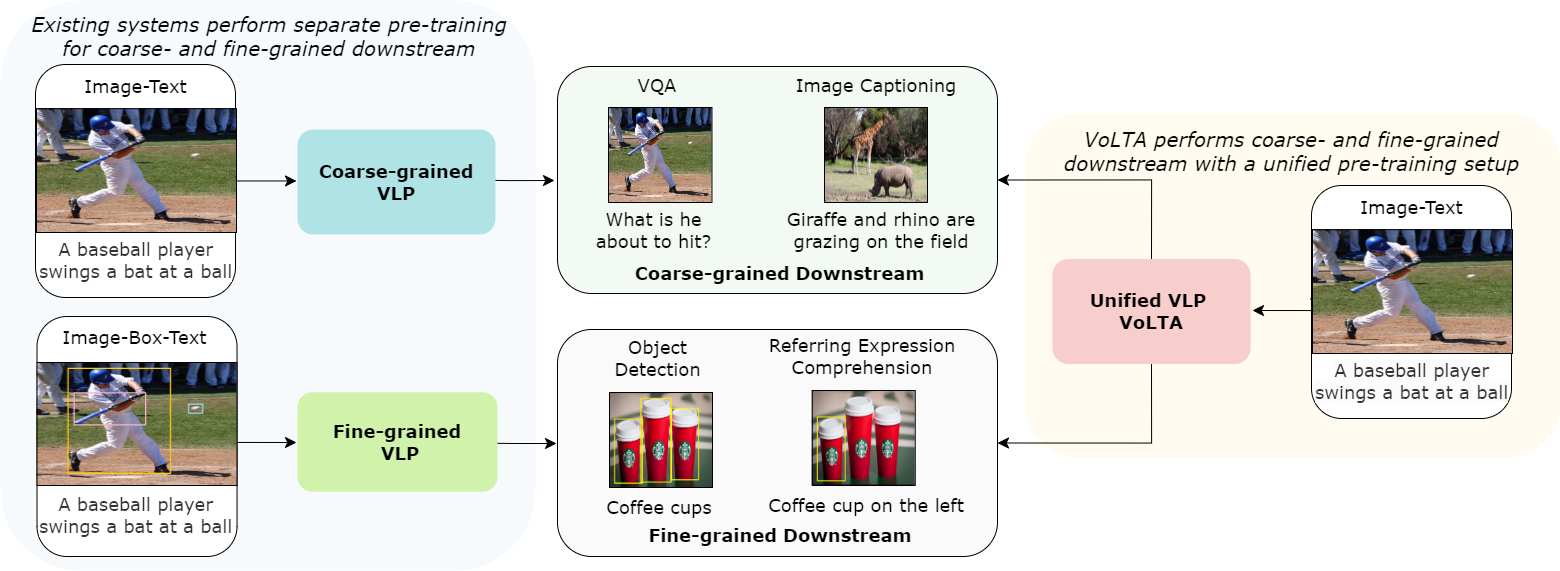 Existing systems perform separate pre-training
for coarse- and fine-grained downstream
Image-Text
A baseball player
swings a bat at a ball
Coarse-grained
VLP
Image-Box-Text
A baseball player
swings a bat at a ball
Fine-grained
VLP
VQA
What is he
about to hit?
Image Captioning
Giraffe and rhino are
grazing on the field
Coarse-grained Downstream
Object
Detection
Coffee cups
Referring Expression
Comprehension
Coffee cup on the left
Fine-grained Downstream
VoLTA performs coarse- and fine-grained
downstream with a unified pre-training setup
Unified VLP
VoLTA
Image-Text
A baseball player
swings a bat at a ball